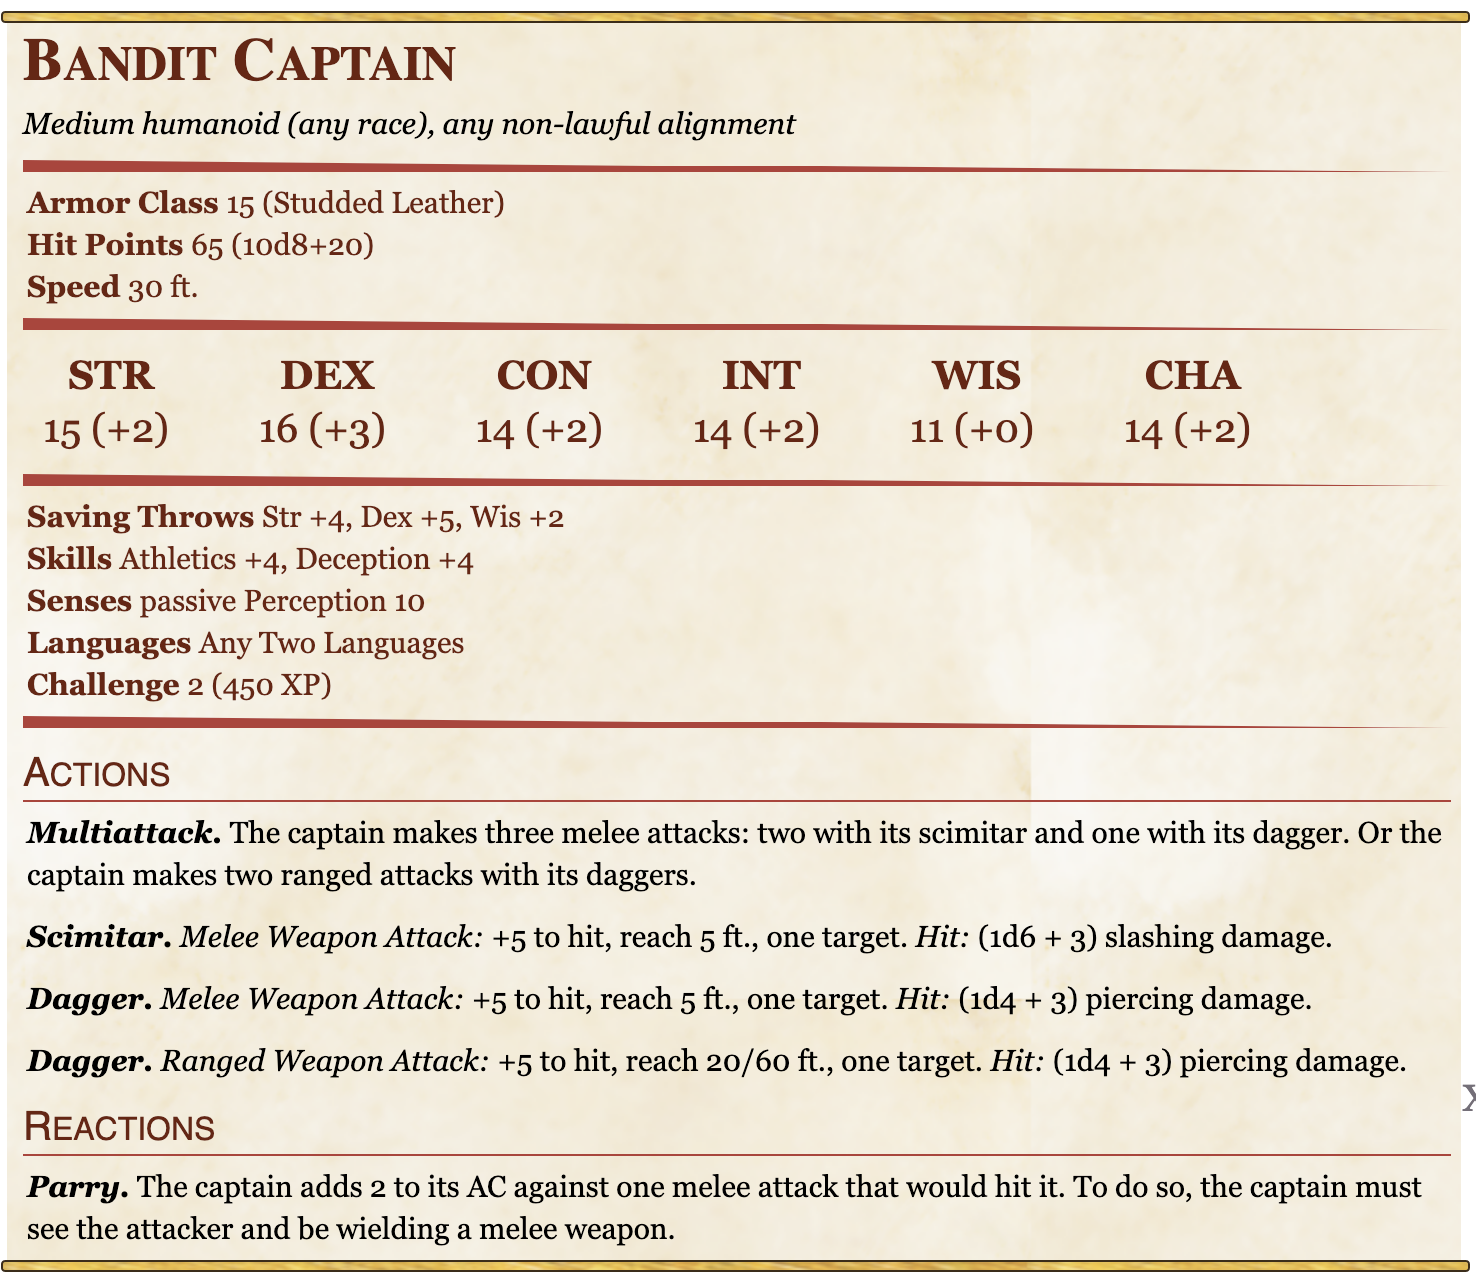 BANDIT CAPTAIN
Medium humanoid (any race), any non-lawful alignment
Armor Class 15 (Studded Leather)
Hit Points 65 (10d8+20)
Speed 30 ft.
STR DEX CON INT WIS CHA
15 (+2) 16 (+3) 14 (+2) 14 (+2) 11 (+0) 14 (+2)
Saving Throws Str +4, Dex +5, Wis +2
Skills Athletics +4, Deception +4
Senses passive Perception 10
Languages Any Two Languages
Challenge 2 (450 XP)
ACTIONS
Multiattack. The captain makes three melee attacks: two with its scimitar and one with its dagger. Or the
captain makes two ranged attacks with its daggers.
Scimitar. Melee Weapon Attack: +5 to hit, reach 5 ft., one target. Hit: (1d6 + 3) slashing damage.
Dagger. Melee Weapon Attack: +5 to hit, reach 5 ft., one target. Hit: (1d4 + 3) piercing damage.
Dagger. Ranged Weapon Attack: +5 to hit, reach 20/60 ft., one target. Hit: (1d4 + 3) piercing damage.
REACTIONS
Parry. The captain adds 2 to its AC against one melee attack that would hit it. To do so, the captain must
see the attacker and be wielding a melee weapon.